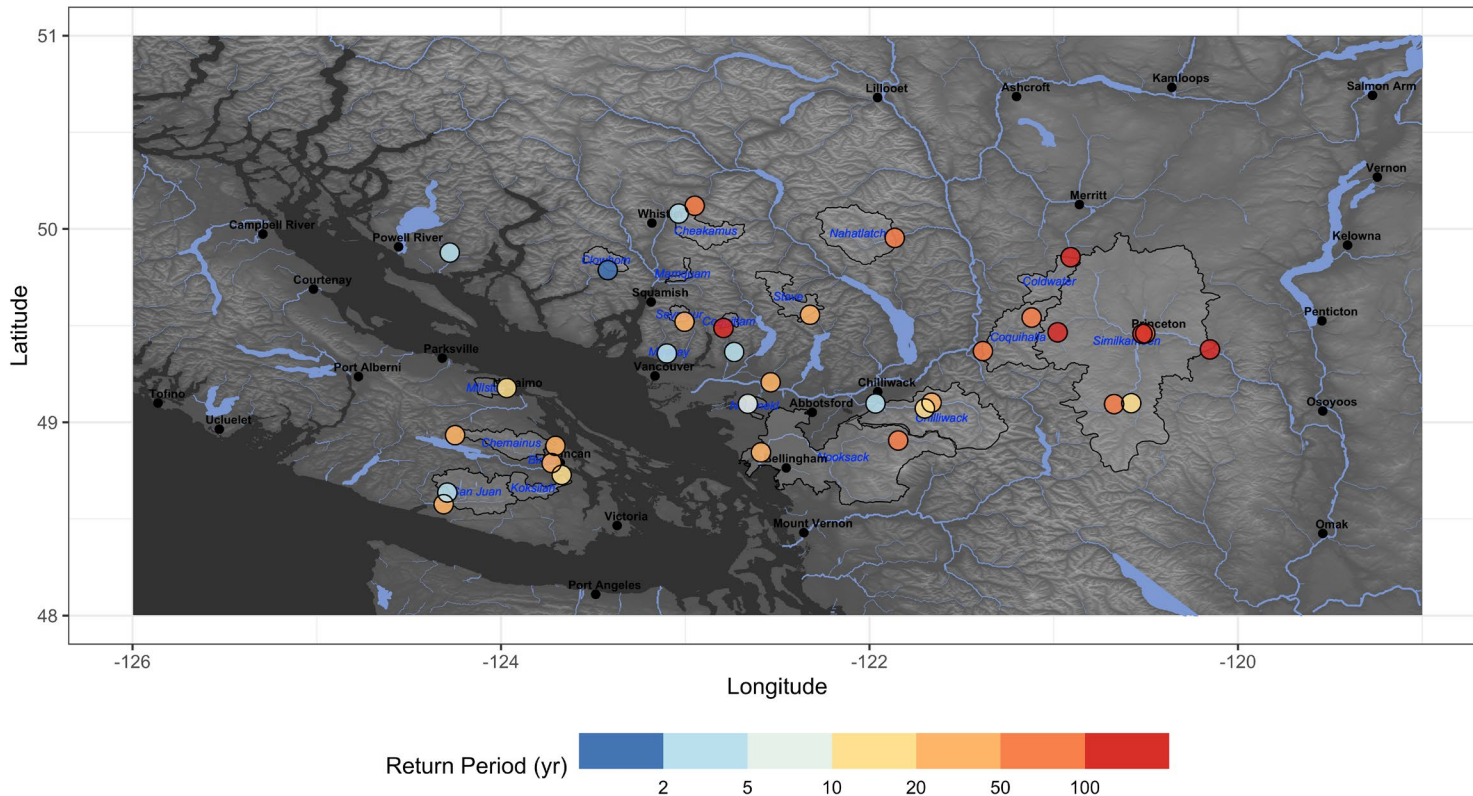 51
Lillooet
Ashcroft
Kamloops
Salmon Arm
Vernon
Merritt
Campbell River
Powell River
50
Cheakamus
Nahatlatch
Kelowna
Clowhom
Mamquam
Coldwater
Courtenay
Squamish
Stave
Penticton
Princeton
Coquihalla
Parksville
Port Alberni
Vancouver
Chilliwack
Tofino
Abbotsford
Osoyoos
Ucluelet
Latitude
49
Chemainus
Chilliwack
Nooksack
Koksilah
Victoria
Mount Vernon
Omak
Port Angeles
48
-126
-124
-122
-120
Longitude
Return Period (yr)
2
5
10
20
50
100